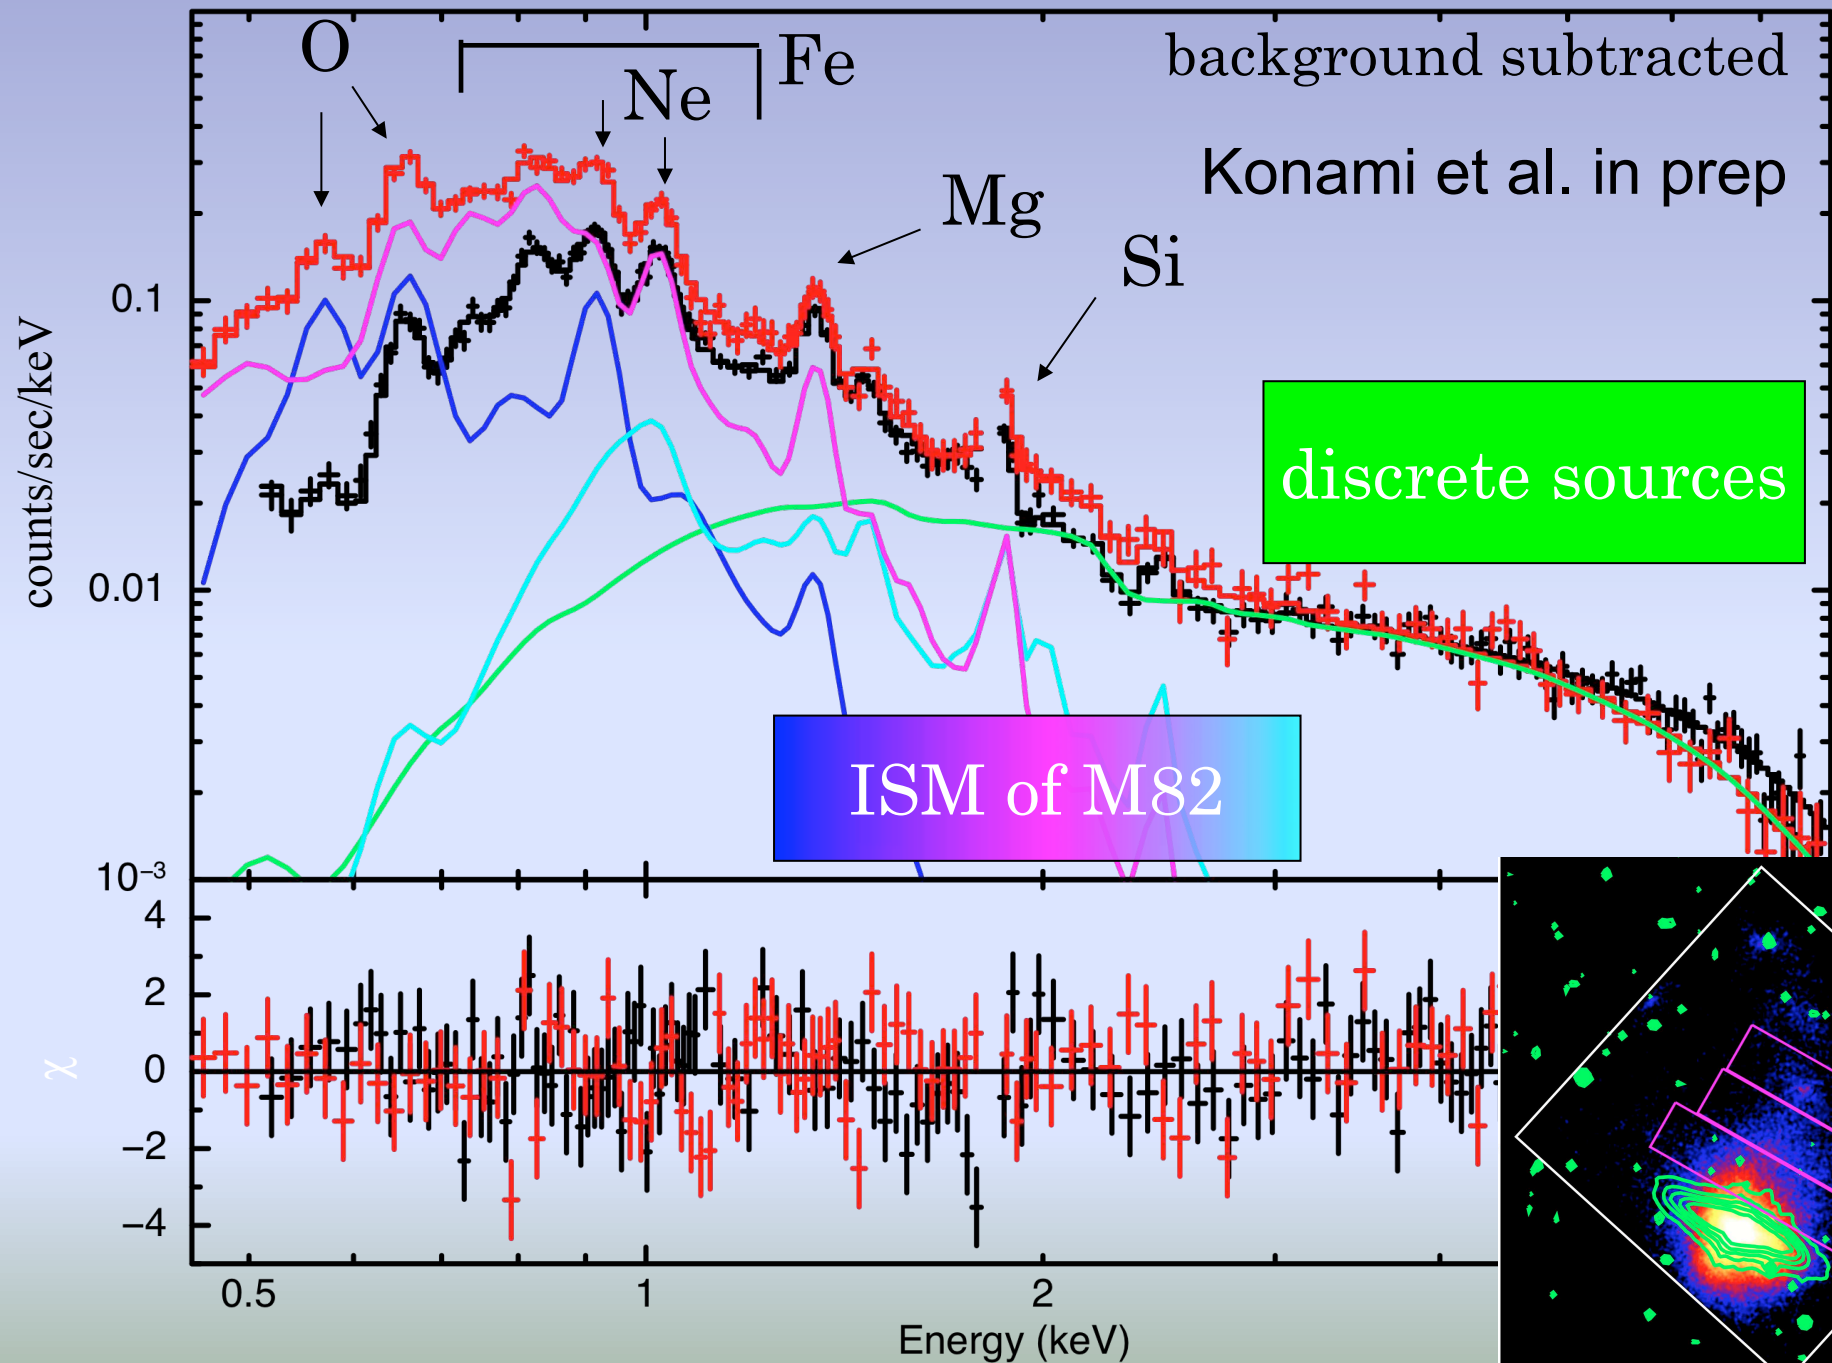 O
Fe
Ne
background subtracted
Konami et al. in prep
Mg
Si
counts/sec/keV
0.1
0.01
10⁻³
discrete sources
ISM of M82
χ
4
2
0
−2
−4
0.5
1
2
Energy (keV)